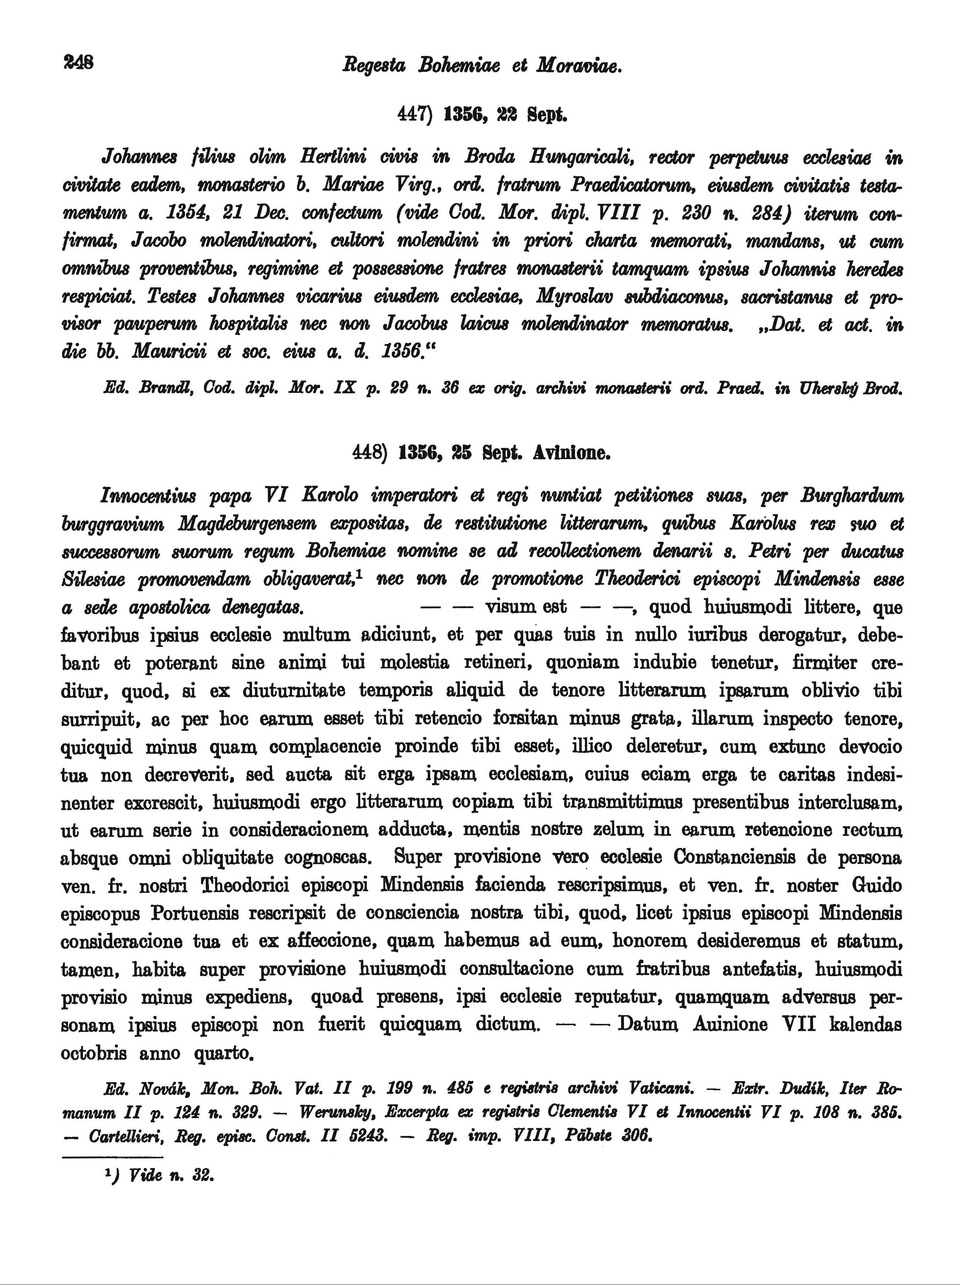 248
Regesta Bohemiae et Moraviae.
447) 1356, 22 Sept.
Johannes filius olim Hertlini civis in Broda Hungaricali, rector perpetuus ecclesiae in
civitate eadem, monasterio b. Mariae Virg., ord. fratrum Praedicatorum, eiusdem civitatis testa-
mentum a. 1354, 21 Dec. confectum (vide Cod. Mor. dipl. VIII p. 230 n. 284) iterum con-
firmat, Jacobo molendinatori, cultori molendini in priori charta memorati, mandans, ut cum
omnibus proventibus, regimine et possessione fratres monasterii tamquam ipsius Johannis heredes
respiciat. Testes Johannes vicarius eiusdem ecclesiae, Myroslav subdiaconus, sacristanus et pro-
visor pauperum hospitalis nec non Jacobus laicus molendinator memoratus. „Dat. et act. in
die bb. Mauricii et soc. eius a. d. 1356.“
Ed. Brandl, Cod. dipl. Mor. IX p. 29 n. 36 ex orig. archivi monasterii ord. Praed. in Uherský Brod.
448) 1356, 25 Sept. Avinione.
Innocentius papa VI Karolo imperatori et regi nuntiat petitiones suas, per Burghardum
burggravium Magdeburgensem expositas, de restitutione litterarum, quibus Karolus rex suo et
successorum suorum regum Bohemiae nomine se ad recollectionem denarii s. Petri per ducatus
Silesiae promovendam obligaverat,¹ nec non de promotione Theoderici episcopi Mindensis esse
a sede apostolica denegatas. — — visum est — —, quod huiusmodi littere, que
favoribus ipsius ecclesie multum adiciunt, et per quas tuis in nullo iuribus derogatur, debe-
bant et poterant sine animi tui molestia retineri, quoniam indubie tenetur, firmiter cre-
ditur, quod, si ex diuturnitate temporis aliquid de tenore litterarum ipsarum oblivio tibi
surripuit, ac per hoc earum esset tibi retencio forsitan minus grata, illarum inspecto tenore,
quicquid minus quam complacencie proinde tibi esset, illico deleretur, cum extunc devocio
tua non decreverit, sed aucta sit erga ipsam ecclesiam, cuius eciam erga te caritas indesi-
nenter excrescit, huiusmodi ergo litterarum copiam tibi transmittimus presentibus interclusam,
ut earum serie in consideracionem adducta, mentis nostre zelum in earum retencione rectum
absque omni obliquitate cognoscas. Super provisione vero ecclesie Constanciensis de persona
ven. fr. nostri Theodorici episcopi Mindensis facienda rescripsimus, et ven. fr. noster Guido
episcopus Portuensis rescripsit de consciencia nostra tibi, quod, licet ipsius episcopi Mindensis
consideracione tua et ex affeccione, quam habemus ad eum, honorem desideremus et statum,
tamen, habita super provisione huiusmodi consultacione cum fratribus antefatis, huiusmodi
provisio minus expediens, quoad presens, ipsi ecclesie reputatur, quamquam adversus per-
sonam ipsius episcopi non fuerit quicquam dictum. — — Datum Auinione VII kalendas
octobris anno quarto.
Ed. Novák, Mon. Boh. Vat. II p. 199 n. 485 e registris archivi Vaticani. — Extr. Dudík, Iter Ro-
manum II p. 124 n. 329. — Werunsky, Excerpta ex registris Clementis VI et Innocentii VI p. 108 n. 385.
— Cartellieri, Reg. episc. Const. II 5243. — Reg. imp. VIII, Päbste 306.
¹) Vide n. 32.